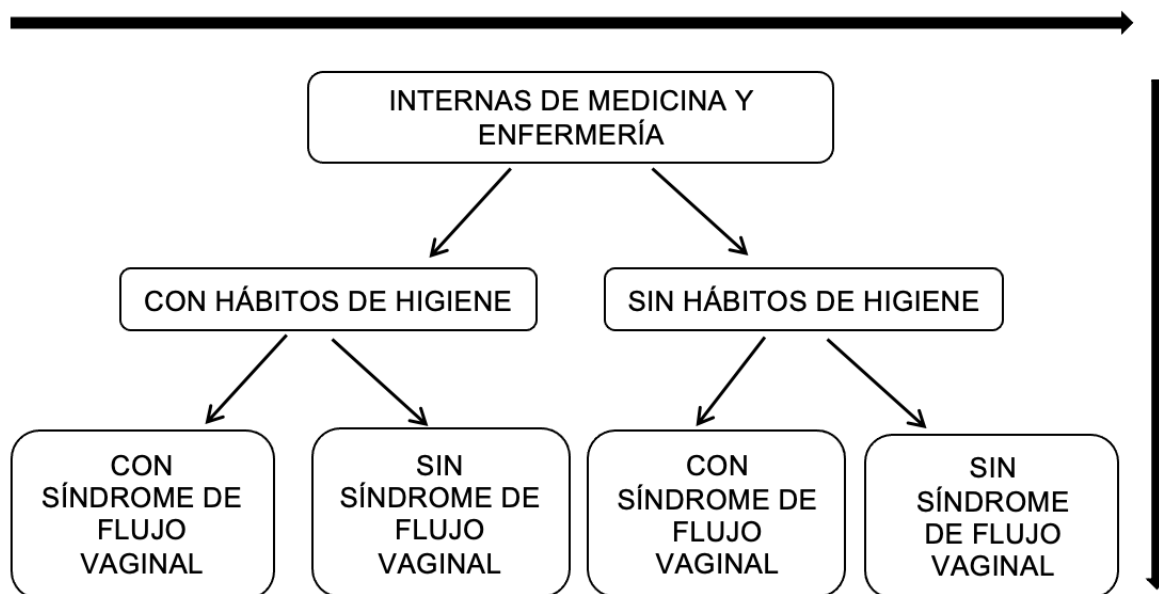 INTERNAS DE MEDICINA Y
ENFERMERÍA
CON HÁBITOS DE HIGIENE
SIN HÁBITOS DE HIGIENE
CON
SÍNDROME DE
FLUJO
VAGINAL
SIN
SÍNDROME DE
FLUJO
VAGINAL
CON
SÍNDROME DE
FLUJO
VAGINAL
SIN
SÍNDROME
DE FLUJO
VAGINAL